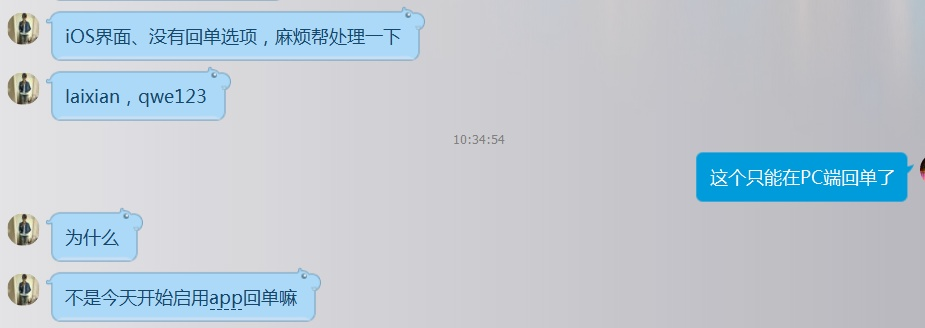 iOS界面、没有回单选项，麻烦帮处理一下
laixian，qwe123
10:34:54
这个只能在PC端回单了
为什么
不是今天开始启用app回单嘛